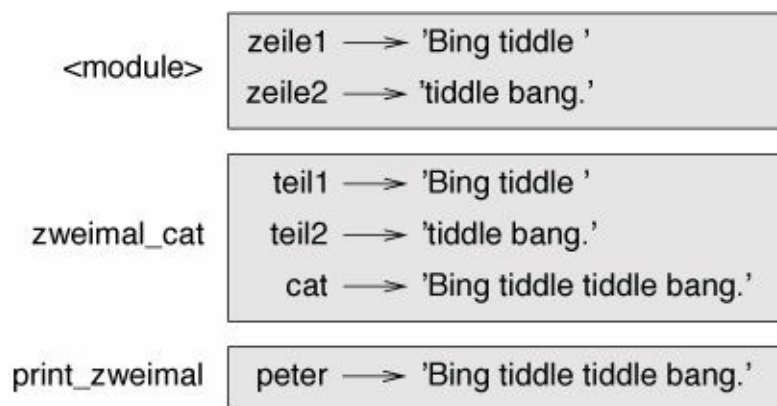 <module>
zeile1 → 'Bing tiddle '
zeile2 → 'tiddle bang.'
zweimal_cat
teil1 → 'Bing tiddle '
teil2 → 'tiddle bang.'
cat → 'Bing tiddle tiddle bang.'
print_zweimal
peter → 'Bing tiddle tiddle bang.'